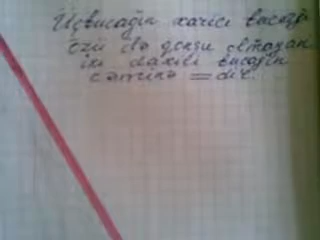 Üçbucağın xarici bucağı
özü ilə qonşu olmayan
iki daxili bucağın
cəminə = dir.